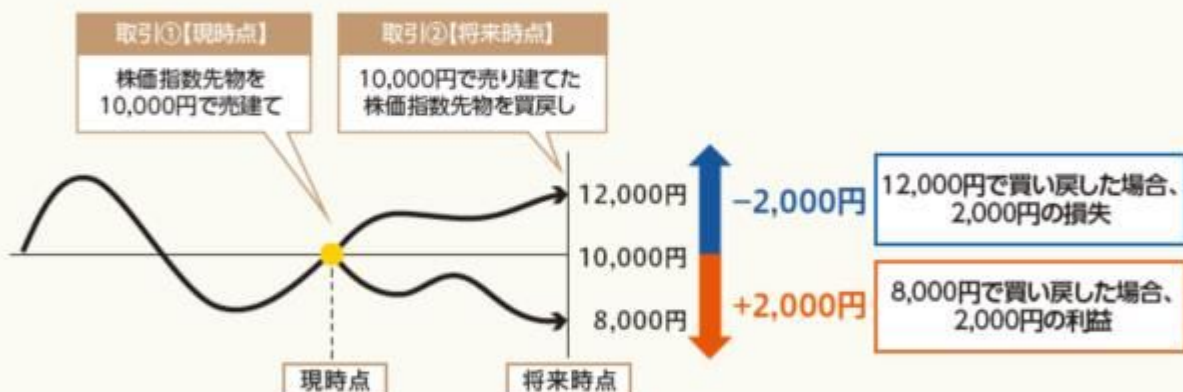 取引①【現時点】
株価指数先物を
10,000円で売建て
取引②【将来時点】
10,000円で売り建てた
株価指数先物を買戻し
12,000円
10,000円
8,000円
−2,000円
12,000円で買い戻した場合、
2,000円の損失
+2,000円
8,000円で買い戻した場合、
2,000円の利益
現時点
将来時点